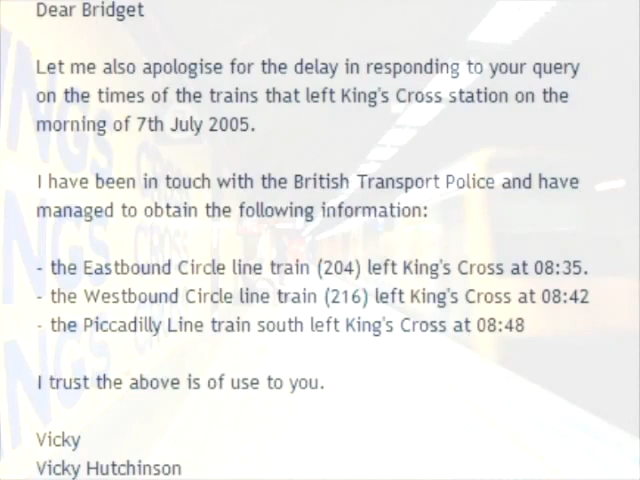 Dear Bridget
Let me also apologise for the delay in responding to your query
on the times of the trains that left King's Cross station on the
morning of 7th July 2005.
I have been in touch with the British Transport Police and have
managed to obtain the following information:
- the Eastbound Circle line train (204) left King's Cross at 08:35.
- the Westbound Circle line train (216) left King's Cross at 08:42
- the Piccadilly Line train south left King's Cross at 08:48
I trust the above is of use to you.
Vicky
Vicky Hutchinson